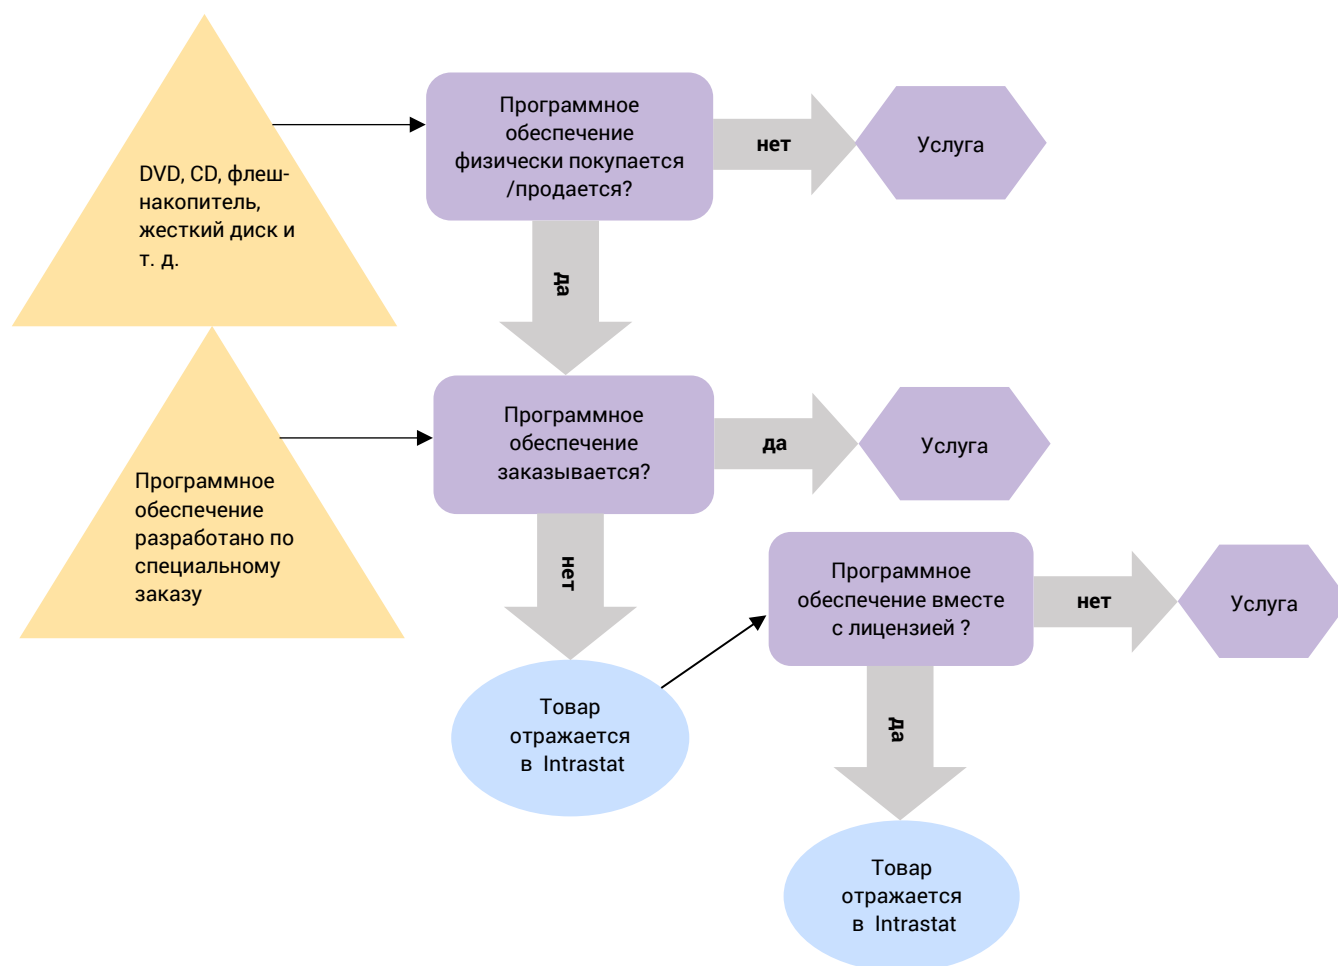 DVD, CD, флеш-
накопитель,
жесткий диск и
т. д.
Программное
обеспечение
физически покупается
/продается?
нет
Услуга
да
Программное
обеспечение
разработано по
специальному
заказу
Программное
обеспечение
заказывается?
да
Услуга
нет
Товар
отражается
в Intrastat
Программное
обеспечение вместе
с лицензией ?
нет
Услуга
да
Товар
отражается
в Intrastat